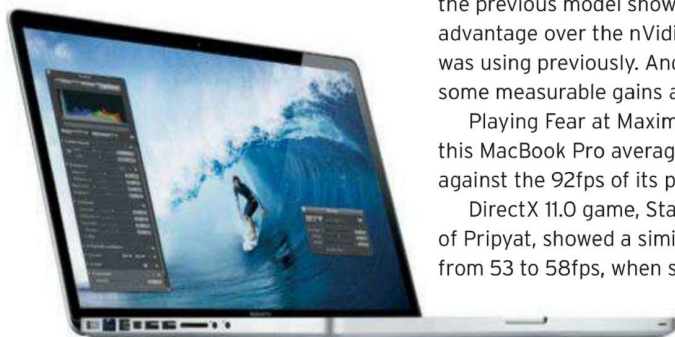 the previous model show
advantage over the nVidi
was using previously. And
some measurable gains a
Playing Fear at Maxim
this MacBook Pro averag
against the 92fps of its p
DirectX 11.0 game, Sta
of Pripyat, showed a simi
from 53 to 58fps, when s